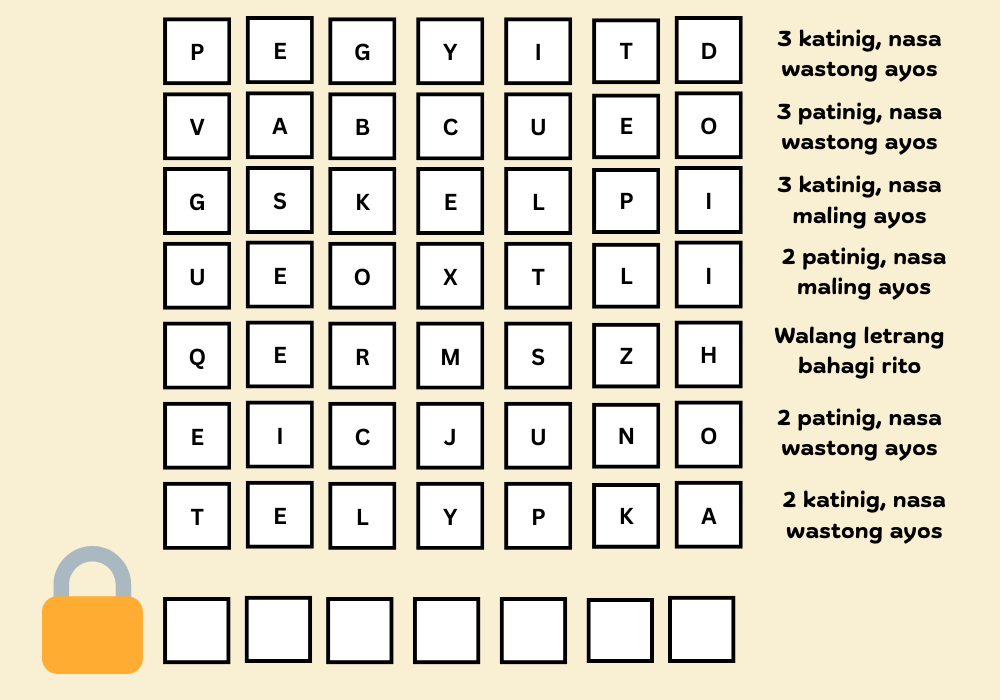 P E G Y I T D 3 katinig, nasa
wastong ayos
V A B C U E O 3 patinig, nasa
wastong ayos
G S K E L P I 3 katinig, nasa
maling ayos
U E O X T L I 2 patinig, nasa
maling ayos
Q E R M S Z H Walang letrang
bahagi rito
E I C J U N O 2 patinig, nasa
wastong ayos
T E L Y P K A 2 katinig, nasa
wastong ayos